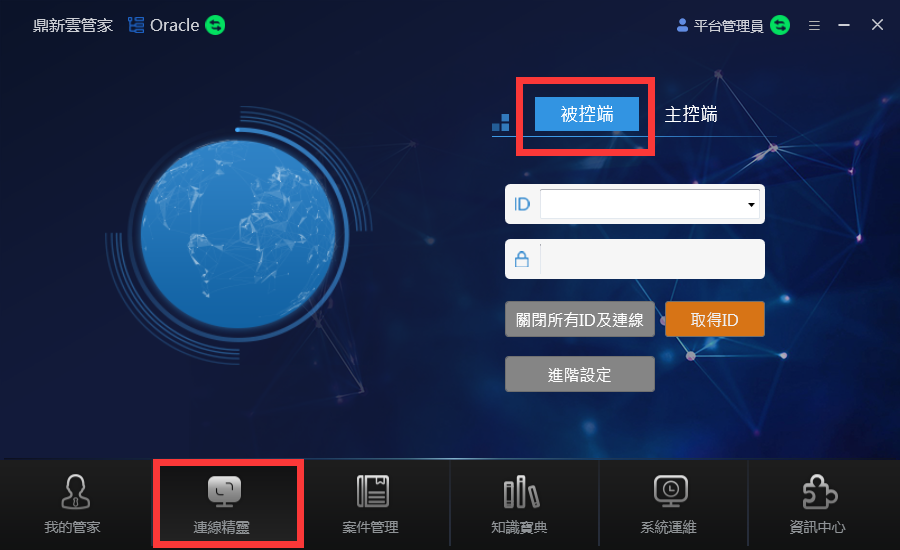 鼎新雲管家 Oracle 平台管理員
被控端 主控端
ID
關閉所有ID及連線 取得ID
進階設定
我的管家 連線精靈 案件管理 知識寶典 系統運維 資訊中心